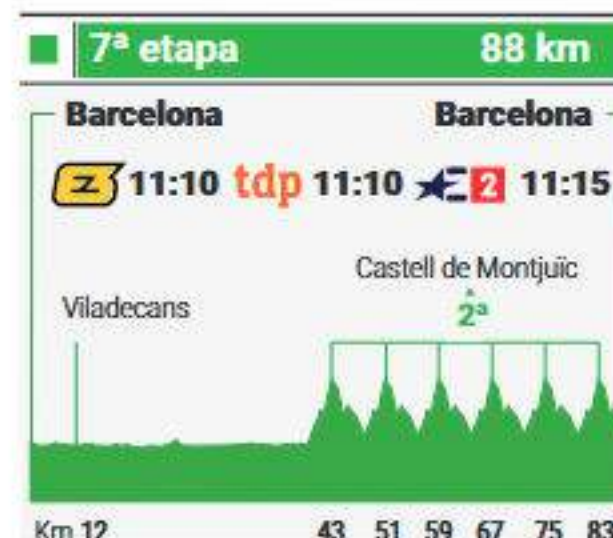 7ª etapa 88 km
Barcelona Barcelona
11:10 tdp 11:10 2 11:15
Castell de Montjuïc
Viladecans
2ª
Km 12 43 51 59 67 75 83